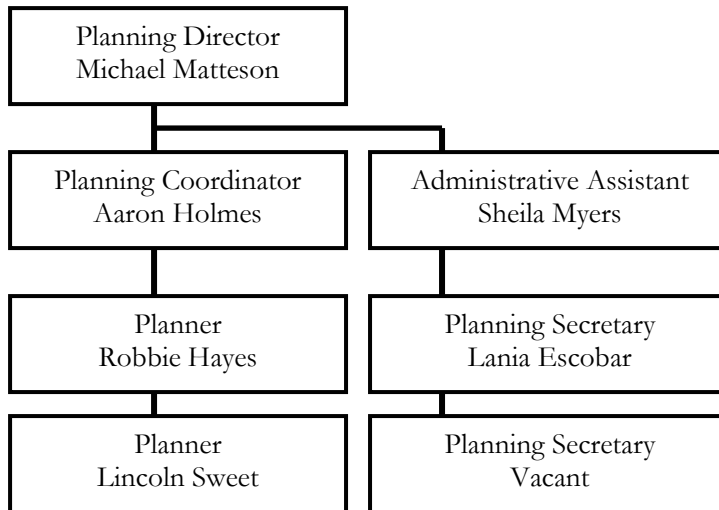 Planning Director
Michael Matteson
Planning Coordinator
Aaron Holmes
Administrative Assistant
Sheila Myers
Planner
Robbie Hayes
Planning Secretary
Lania Escobar
Planner
Lincoln Sweet
Planning Secretary
Vacant